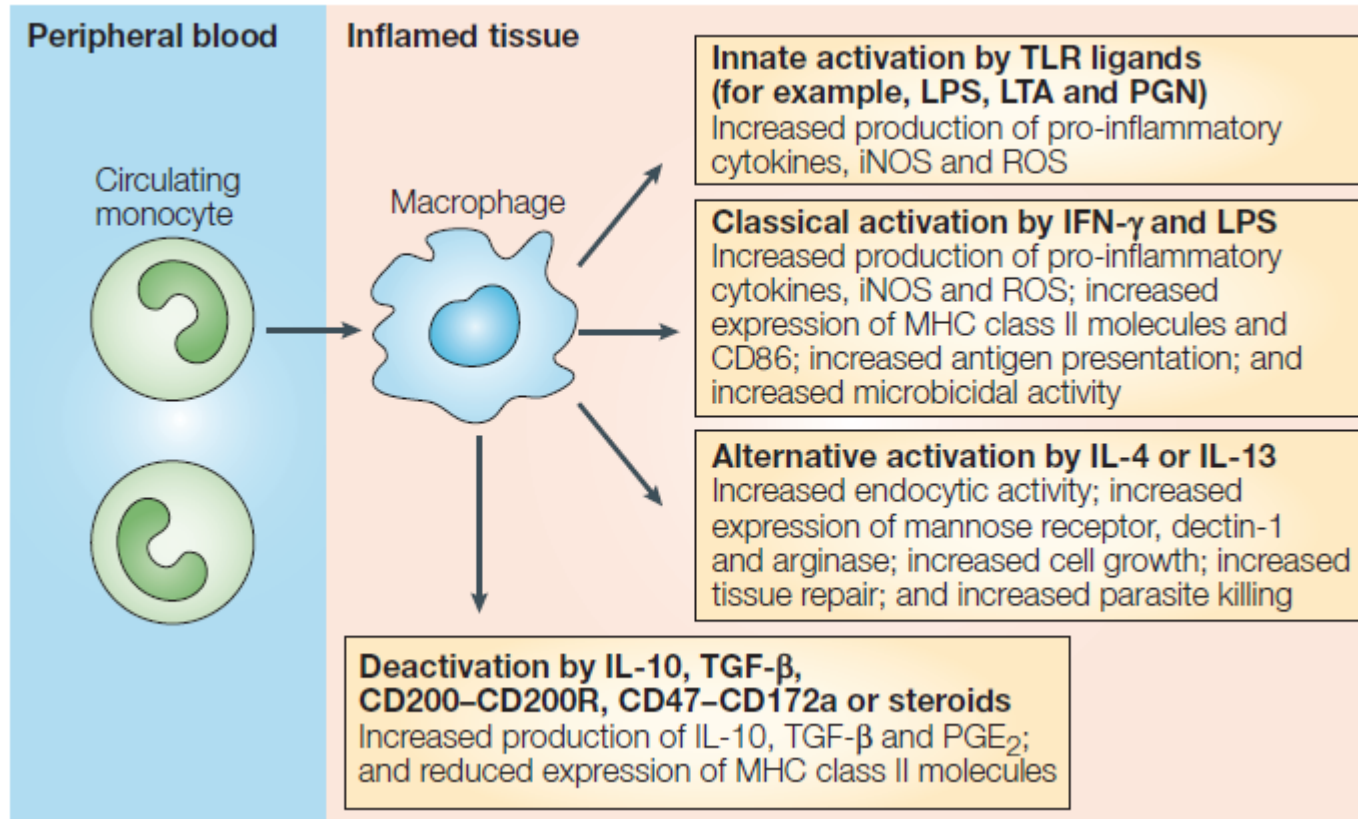 Peripheral blood
Inflamed tissue
Circulating
monocyte
Macrophage
Innate activation by TLR ligands
(for example, LPS, LTA and PGN)
Increased production of pro-inflammatory
cytokines, iNOS and ROS
Classical activation by IFN-γ and LPS
Increased production of pro-inflammatory
cytokines, iNOS and ROS; increased
expression of MHC class II molecules and
CD86; increased antigen presentation; and
increased microbicidal activity
Alternative activation by IL-4 or IL-13
Increased endocytic activity; increased
expression of mannose receptor, dectin-1
and arginase; increased cell growth; increased
tissue repair; and increased parasite killing
Deactivation by IL-10, TGF-β,
CD200–CD200R, CD47–CD172a or steroids
Increased production of IL-10, TGF-β and PGE₂;
and reduced expression of MHC class II molecules